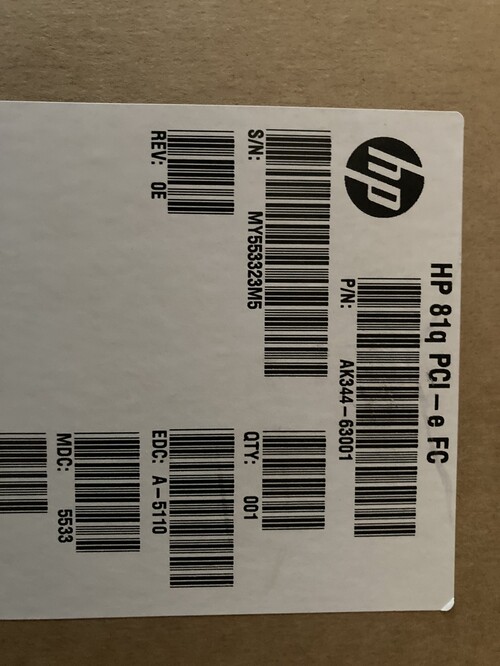 hp
HP 81q PCI-e FC
P/N: AK344-63001
S/N: MY553323M5
QTY: 001
REV: 0E
EDC: A-5110
MDC: 5533